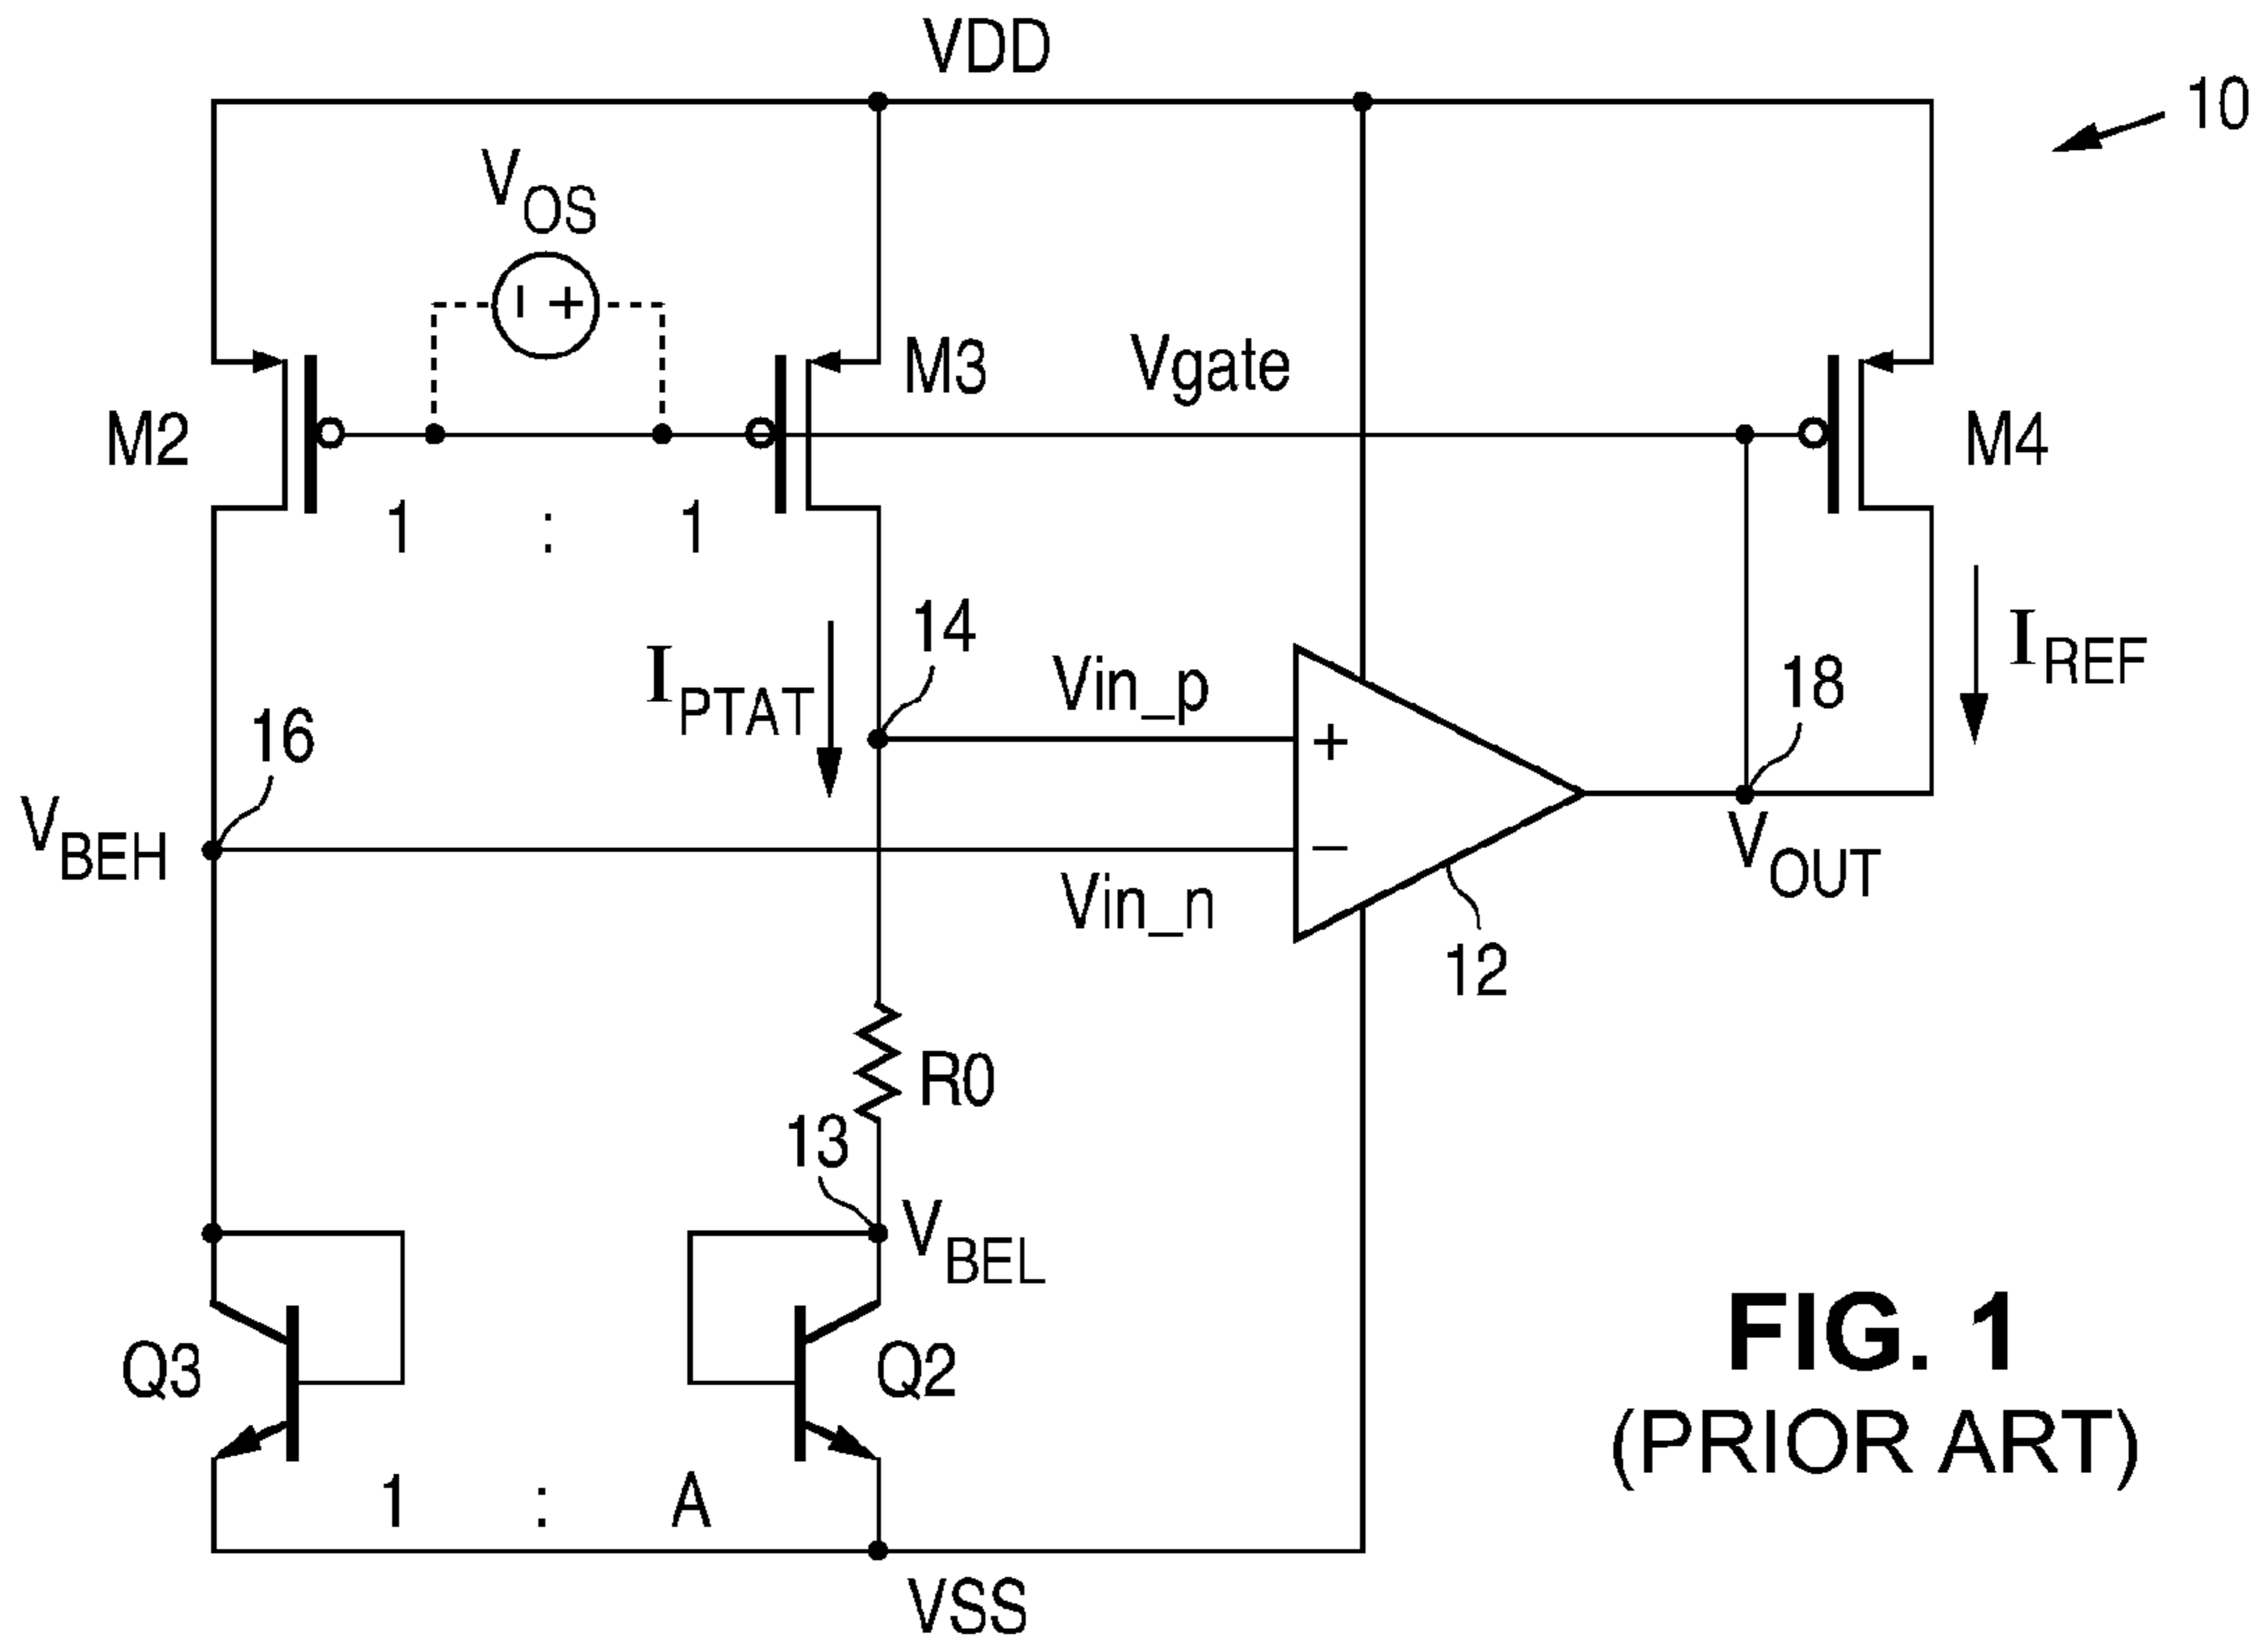 VDD
10
VOS
M2
M3
Vgate
M4
1 : 1
14
IPTAT
Vin_p
18
IREF
16
VBEH
+
−
VOUT
Vin_n
12
R0
13
VBEL
Q3
Q2
1 : A
VSS
FIG. 1
(PRIOR ART)